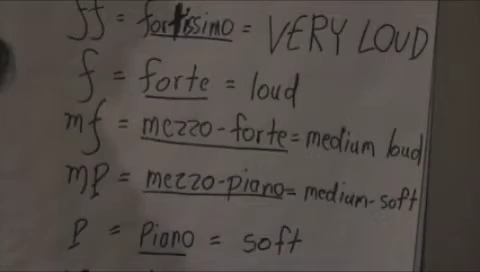 ff = fortissimo = VERY LOUD
f = forte = loud
mf = mezzo-forte = medium loud
mp = mezzo-piano = medium-soft
P = Piano = soft